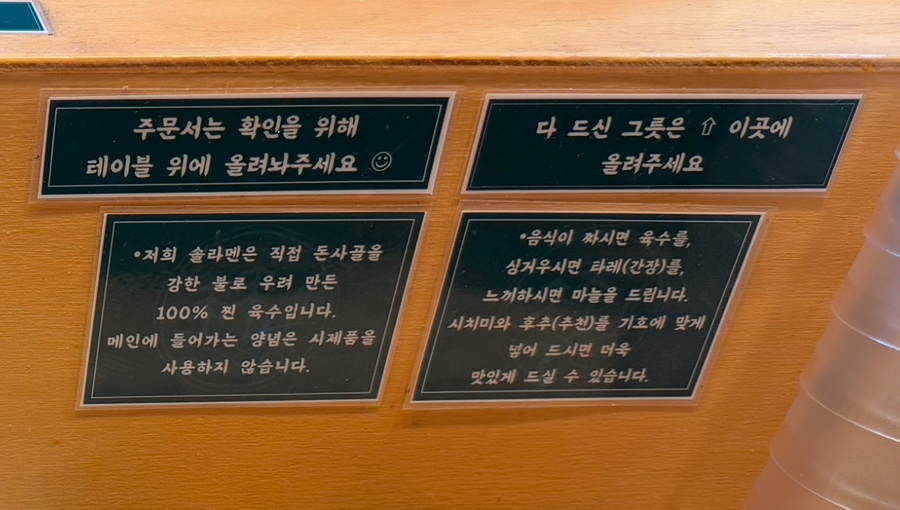 주문서는 확인을 위해
테이블 위에 올려놔주세요 ☺
다 드신 그릇은 ⇧ 이곳에
올려주세요
•저희 솔라멘은 직접 돈사골을
강한 불로 우려 만든
100% 찐 육수입니다.
메인에 들어가는 양념은 시제품을
사용하지 않습니다.
•음식이 짜시면 육수를,
싱거우시면 타레(간장)를,
느끼하시면 마늘을 드립니다.
시치미와 후추(추천)를 기호에 맞게
넣어 드시면 더욱
맛있게 드실 수 있습니다.